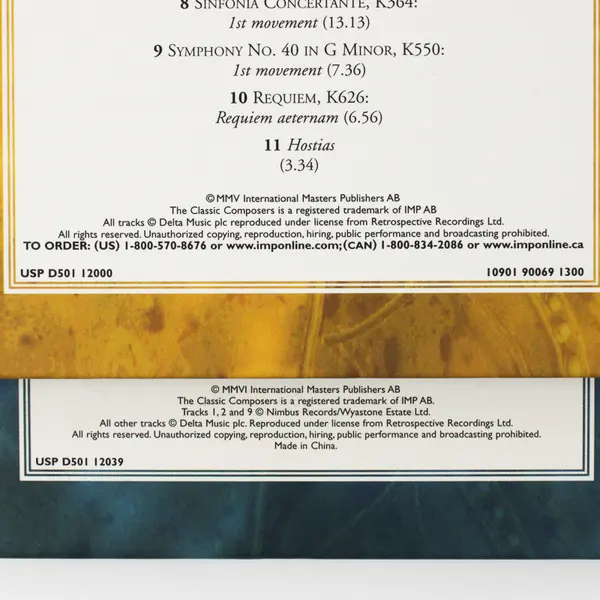 8 Sinfonia Concertante, K364:
1st movement (13.13)
9 Symphony No. 40 in G Minor, K550:
1st movement (7.36)
10 Requiem, K626:
Requiem aeternam (6.56)
11 Hostias
(3.34)
© MMV International Masters Publishers AB
The Classic Composers is a registered trademark of IMP AB
All tracks © Delta Music plc reproduced under license from Retrospective Recordings Ltd.
All rights reserved. Unauthorized copying, reproduction, hiring, public performance and broadcasting prohibited.
TO ORDER: (US) 1-800-570-8676 or www.imponline.com; (CAN) 1-800-834-2086 or www.imponline.ca
USP D501 12000 10901 90069 1300
© MMVI International Masters Publishers AB
The Classic Composers is a registered trademark of IMP AB.
Tracks 1, 2 and 9 © Nimbus Records/Wyastone Estate Ltd.
All other tracks © Delta Music plc. Reproduced under license from Retrospective Recordings Ltd.
All rights reserved. Unauthorized copying, reproduction, hiring, public performance and broadcasting prohibited.
Made in China.
USP D501 12039